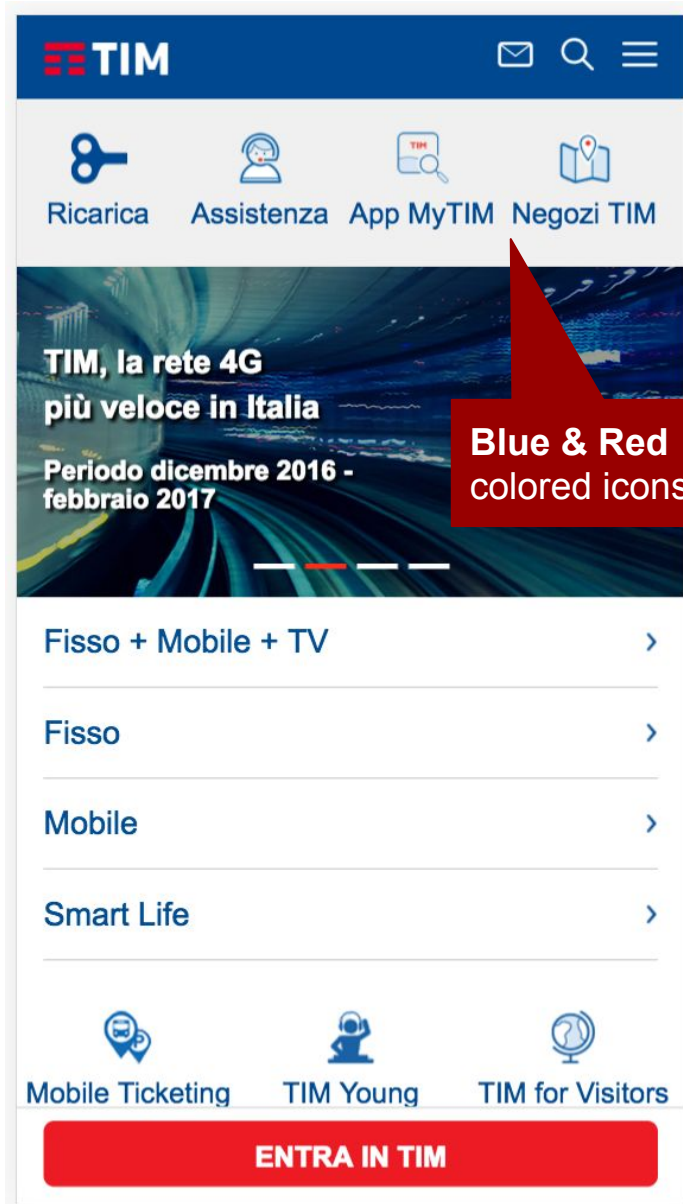 TIM
Ricarica Assistenza App MyTIM Negozi TIM
TIM
TIM, la rete 4G
più veloce in Italia
Periodo dicembre 2016 -
febbraio 2017
Blue & Red
colored icons
Fisso + Mobile + TV
Fisso
Mobile
Smart Life
P
Mobile Ticketing TIM Young TIM for Visitors
ENTRA IN TIM